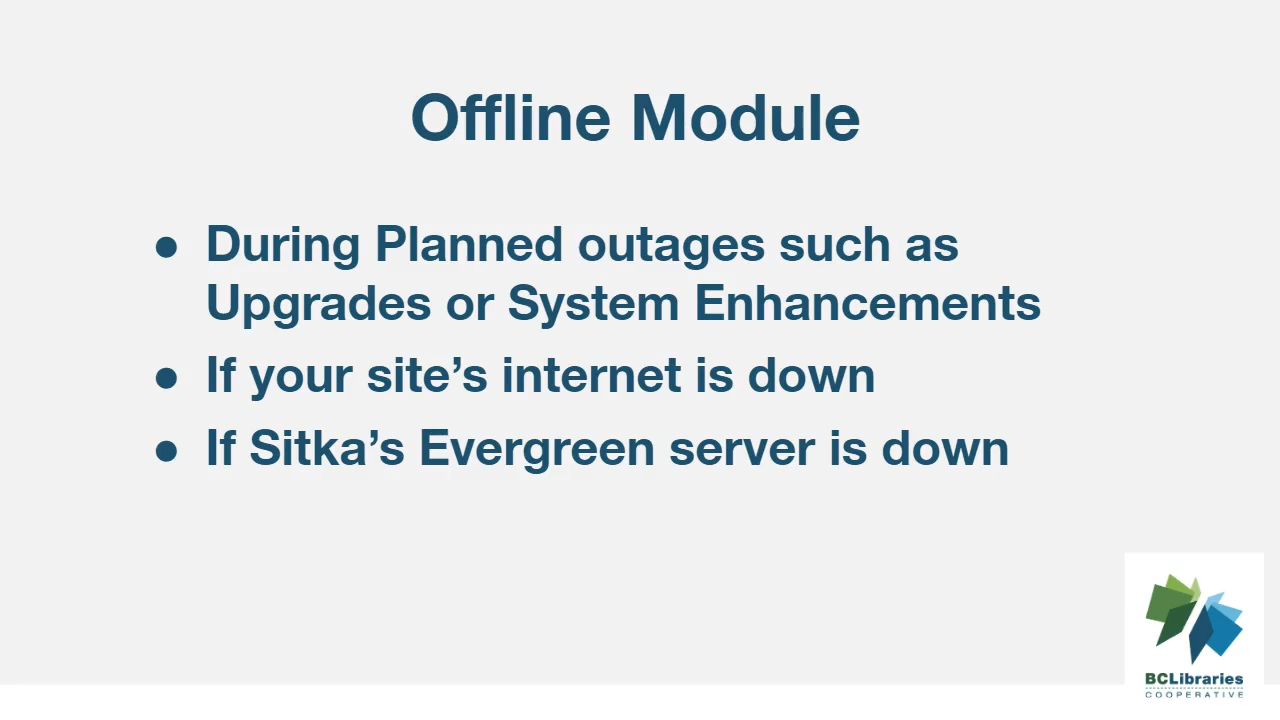 Offline Module
● During Planned outages such as
Upgrades or System Enhancements
● If your site’s internet is down
● If Sitka’s Evergreen server is down
BCLibraries
COOPERATIVE